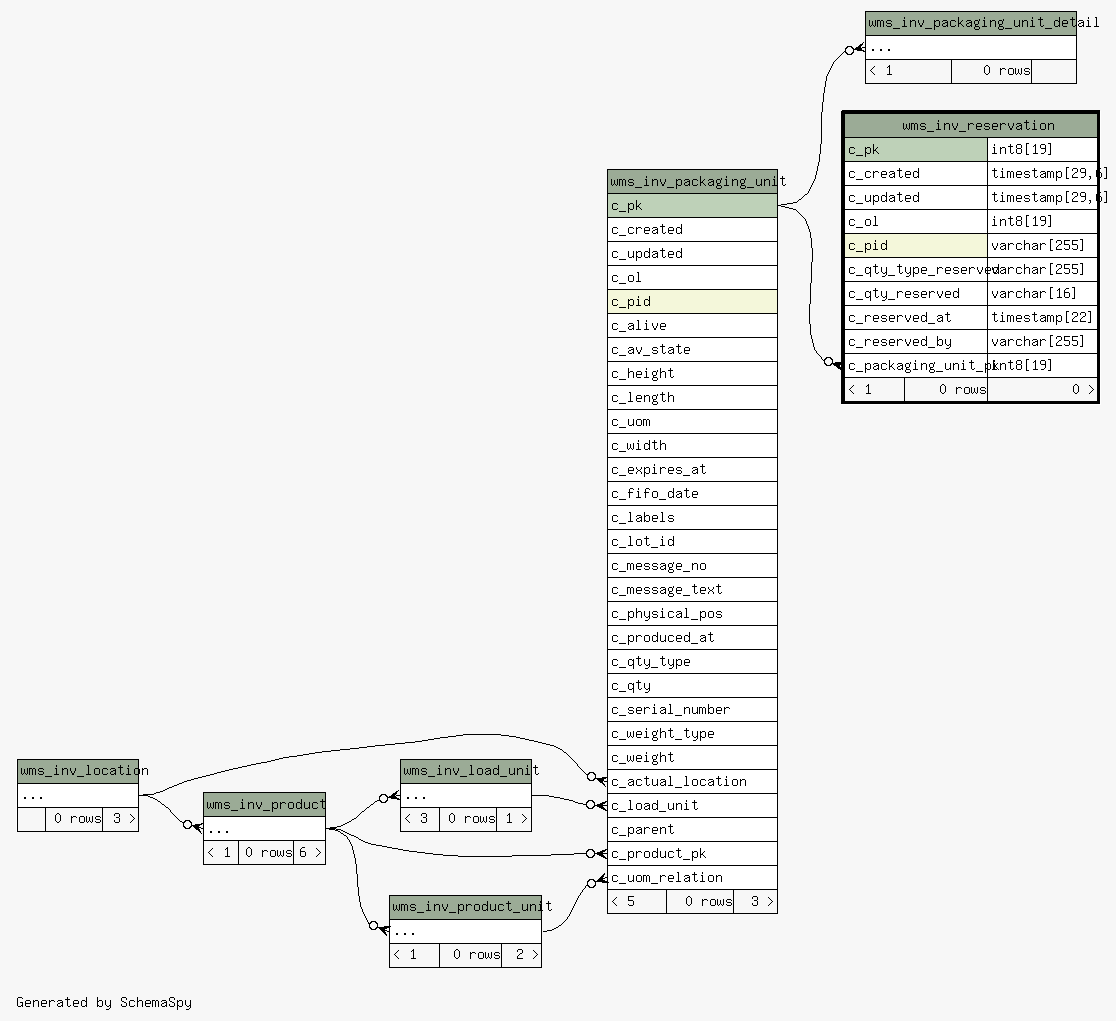 wms_inv_packaging_unit_detail
...
< 1 0 rows
wms_inv_reservation
c_pk int8[19]
c_created timestamp[29,6]
c_updated timestamp[29,6]
c_ol int8[19]
c_pid varchar[255]
c_qty_type_reserved varchar[255]
c_qty_reserved varchar[16]
c_reserved_at timestamp[22]
c_reserved_by varchar[255]
c_packaging_unit_pk int8[19]
< 1 0 rows 0 >
wms_inv_packaging_unit
c_pk
c_created
c_updated
c_ol
c_pid
c_alive
c_av_state
c_height
c_length
c_uom
c_width
c_expires_at
c_fifo_date
c_labels
c_lot_id
c_message_no
c_message_text
c_physical_pos
c_produced_at
c_qty_type
c_qty
c_serial_number
c_weight_type
c_weight
c_actual_location
c_load_unit
c_parent
c_product_pk
c_uom_relation
< 5 0 rows 3 >
wms_inv_location
...
0 rows 3 >
wms_inv_product
...
< 1 0 rows 6 >
wms_inv_load_unit
...
< 3 0 rows 1 >
wms_inv_product_unit
...
< 1 0 rows 2 >
Generated by SchemaSpy